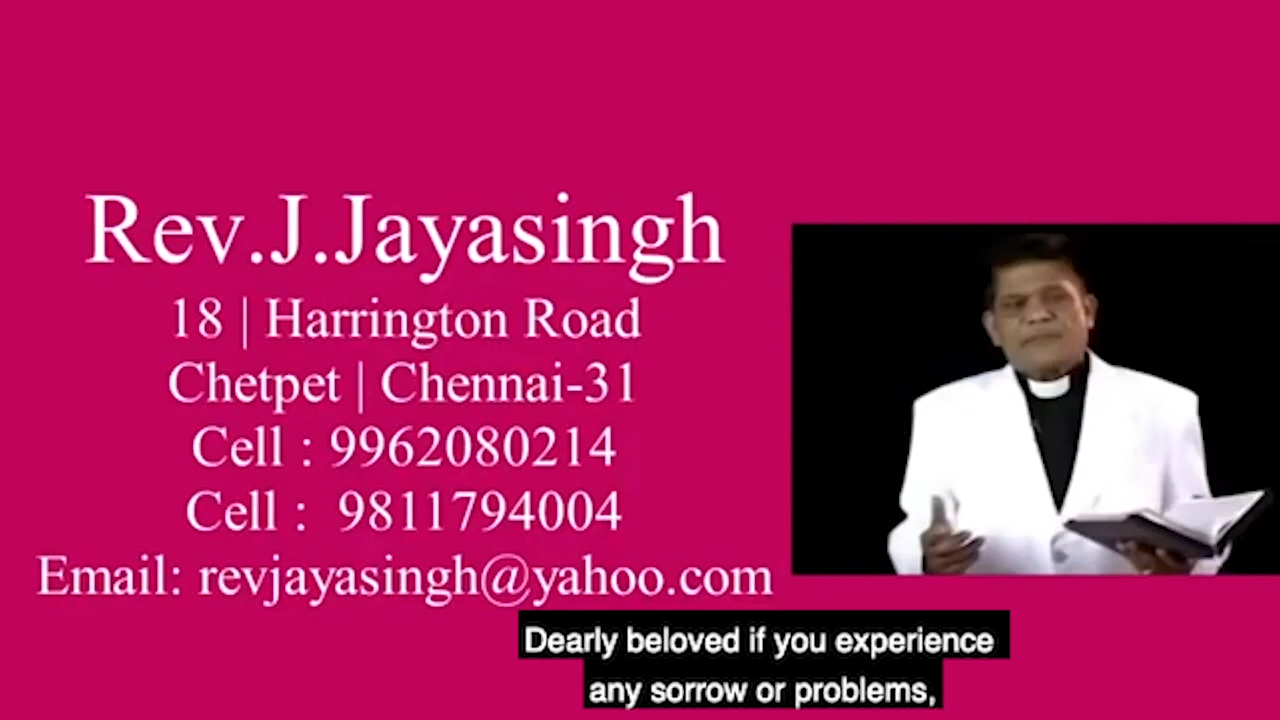 Rev.J.Jayasingh
18 | Harrington Road
Chetpet | Chennai-31
Cell : 9962080214
Cell : 9811794004
Email: revjayasingh@yahoo.com
Dearly beloved if you experience
any sorrow or problems,